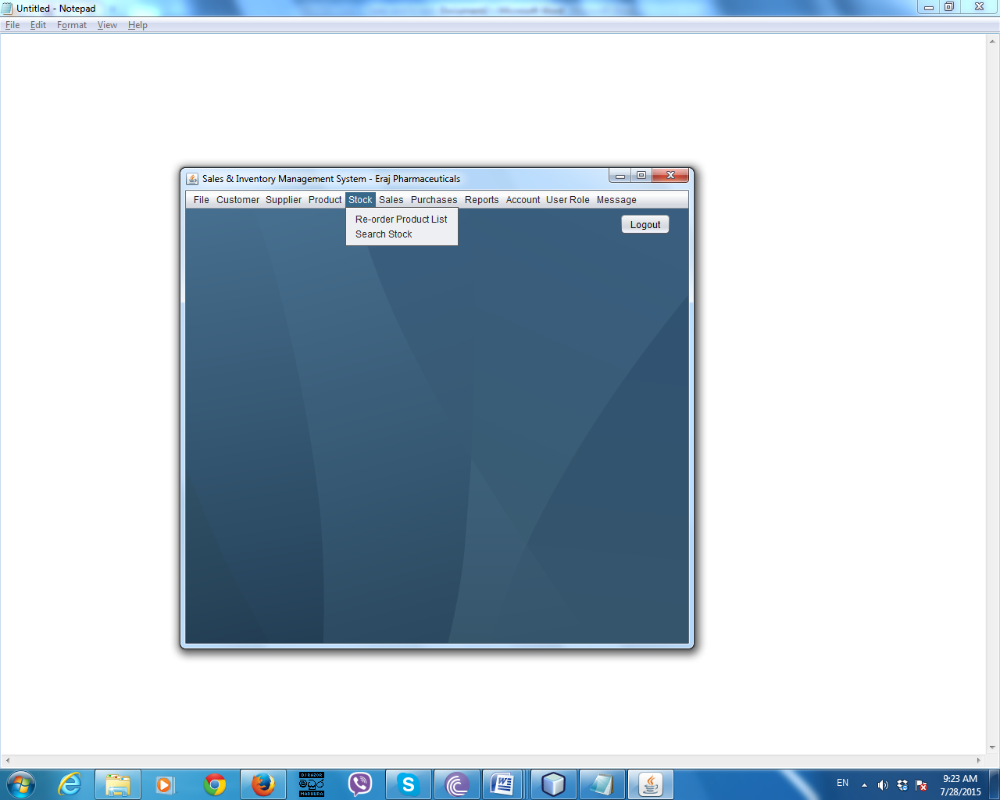 Untitled - Notepad
File Edit Format View Help
Sales & Inventory Management System - Eraj Pharmaceuticals
File Customer Supplier Product Stock Sales Purchases Reports Account User Role Message
Re-order Product List
Search Stock
Logout
DJ RAZOR
MADHURA
EN
9:23 AM
7/28/2015